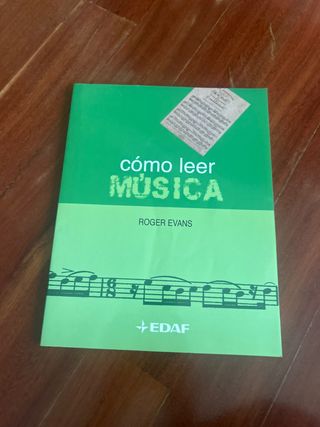 cómo leer
MÚSICA
ROGER EVANS
EDAF